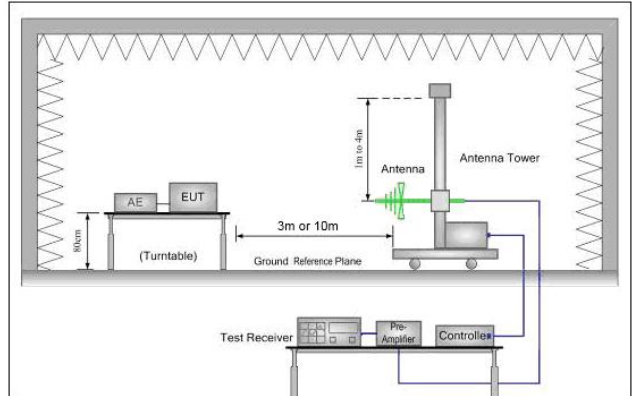 1m to 4m
Antenna
Antenna Tower
AE
EUT
80cm
(Turntable)
3m or 10m
Ground Reference Plane
Test Receiver
Pre-
Amplifier
Controlle